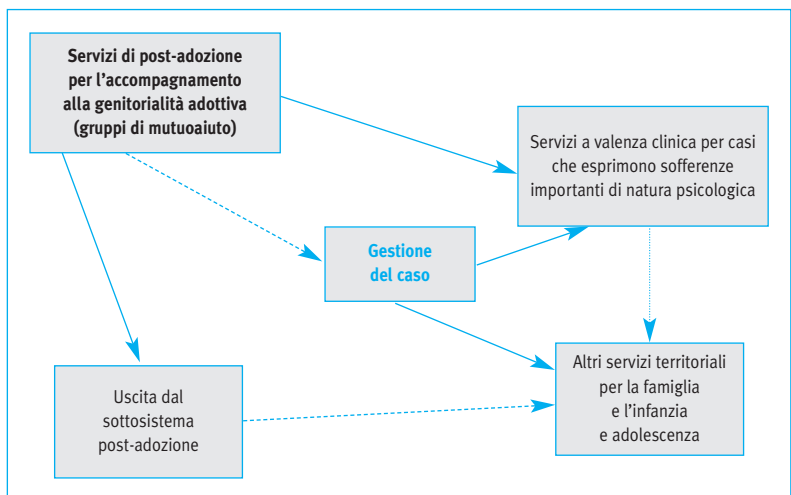 Servizi di post-adozione
per l'accompagnamento
alla genitorialità adottiva
(gruppi di mutuoaiuto)
Servizi a valenza clinica per casi
che esprimono sofferenze
importanti di natura psicologica
Gestione
del caso
Uscita dal
sottosistema
post-adozione
Altri servizi territoriali
per la famiglia
e l'infanzia
e adolescenza